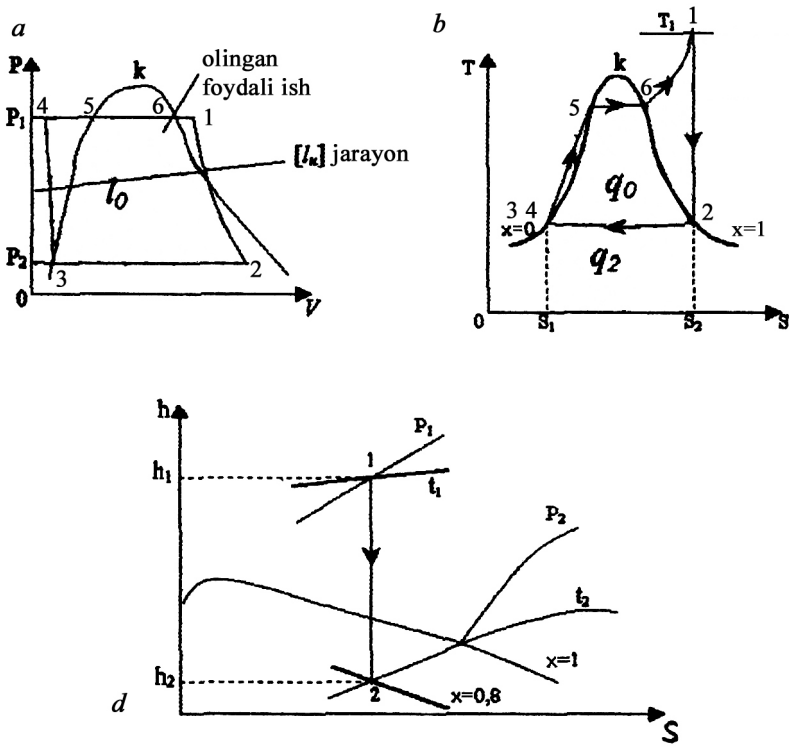 a
P
k
olingan
foydali ish
P₁
4
5
6
1
[lₖ] jarayon
l₀
P₂
3
2
0
V
b
T
T₁
1
k
5
6
q₀
3 4
x=0
2
x=1
q₂
0
S₁
S₂
S
d
h
P₁
h₁
1
t₁
P₂
t₂
x=1
h₂
2
x=0,8
S